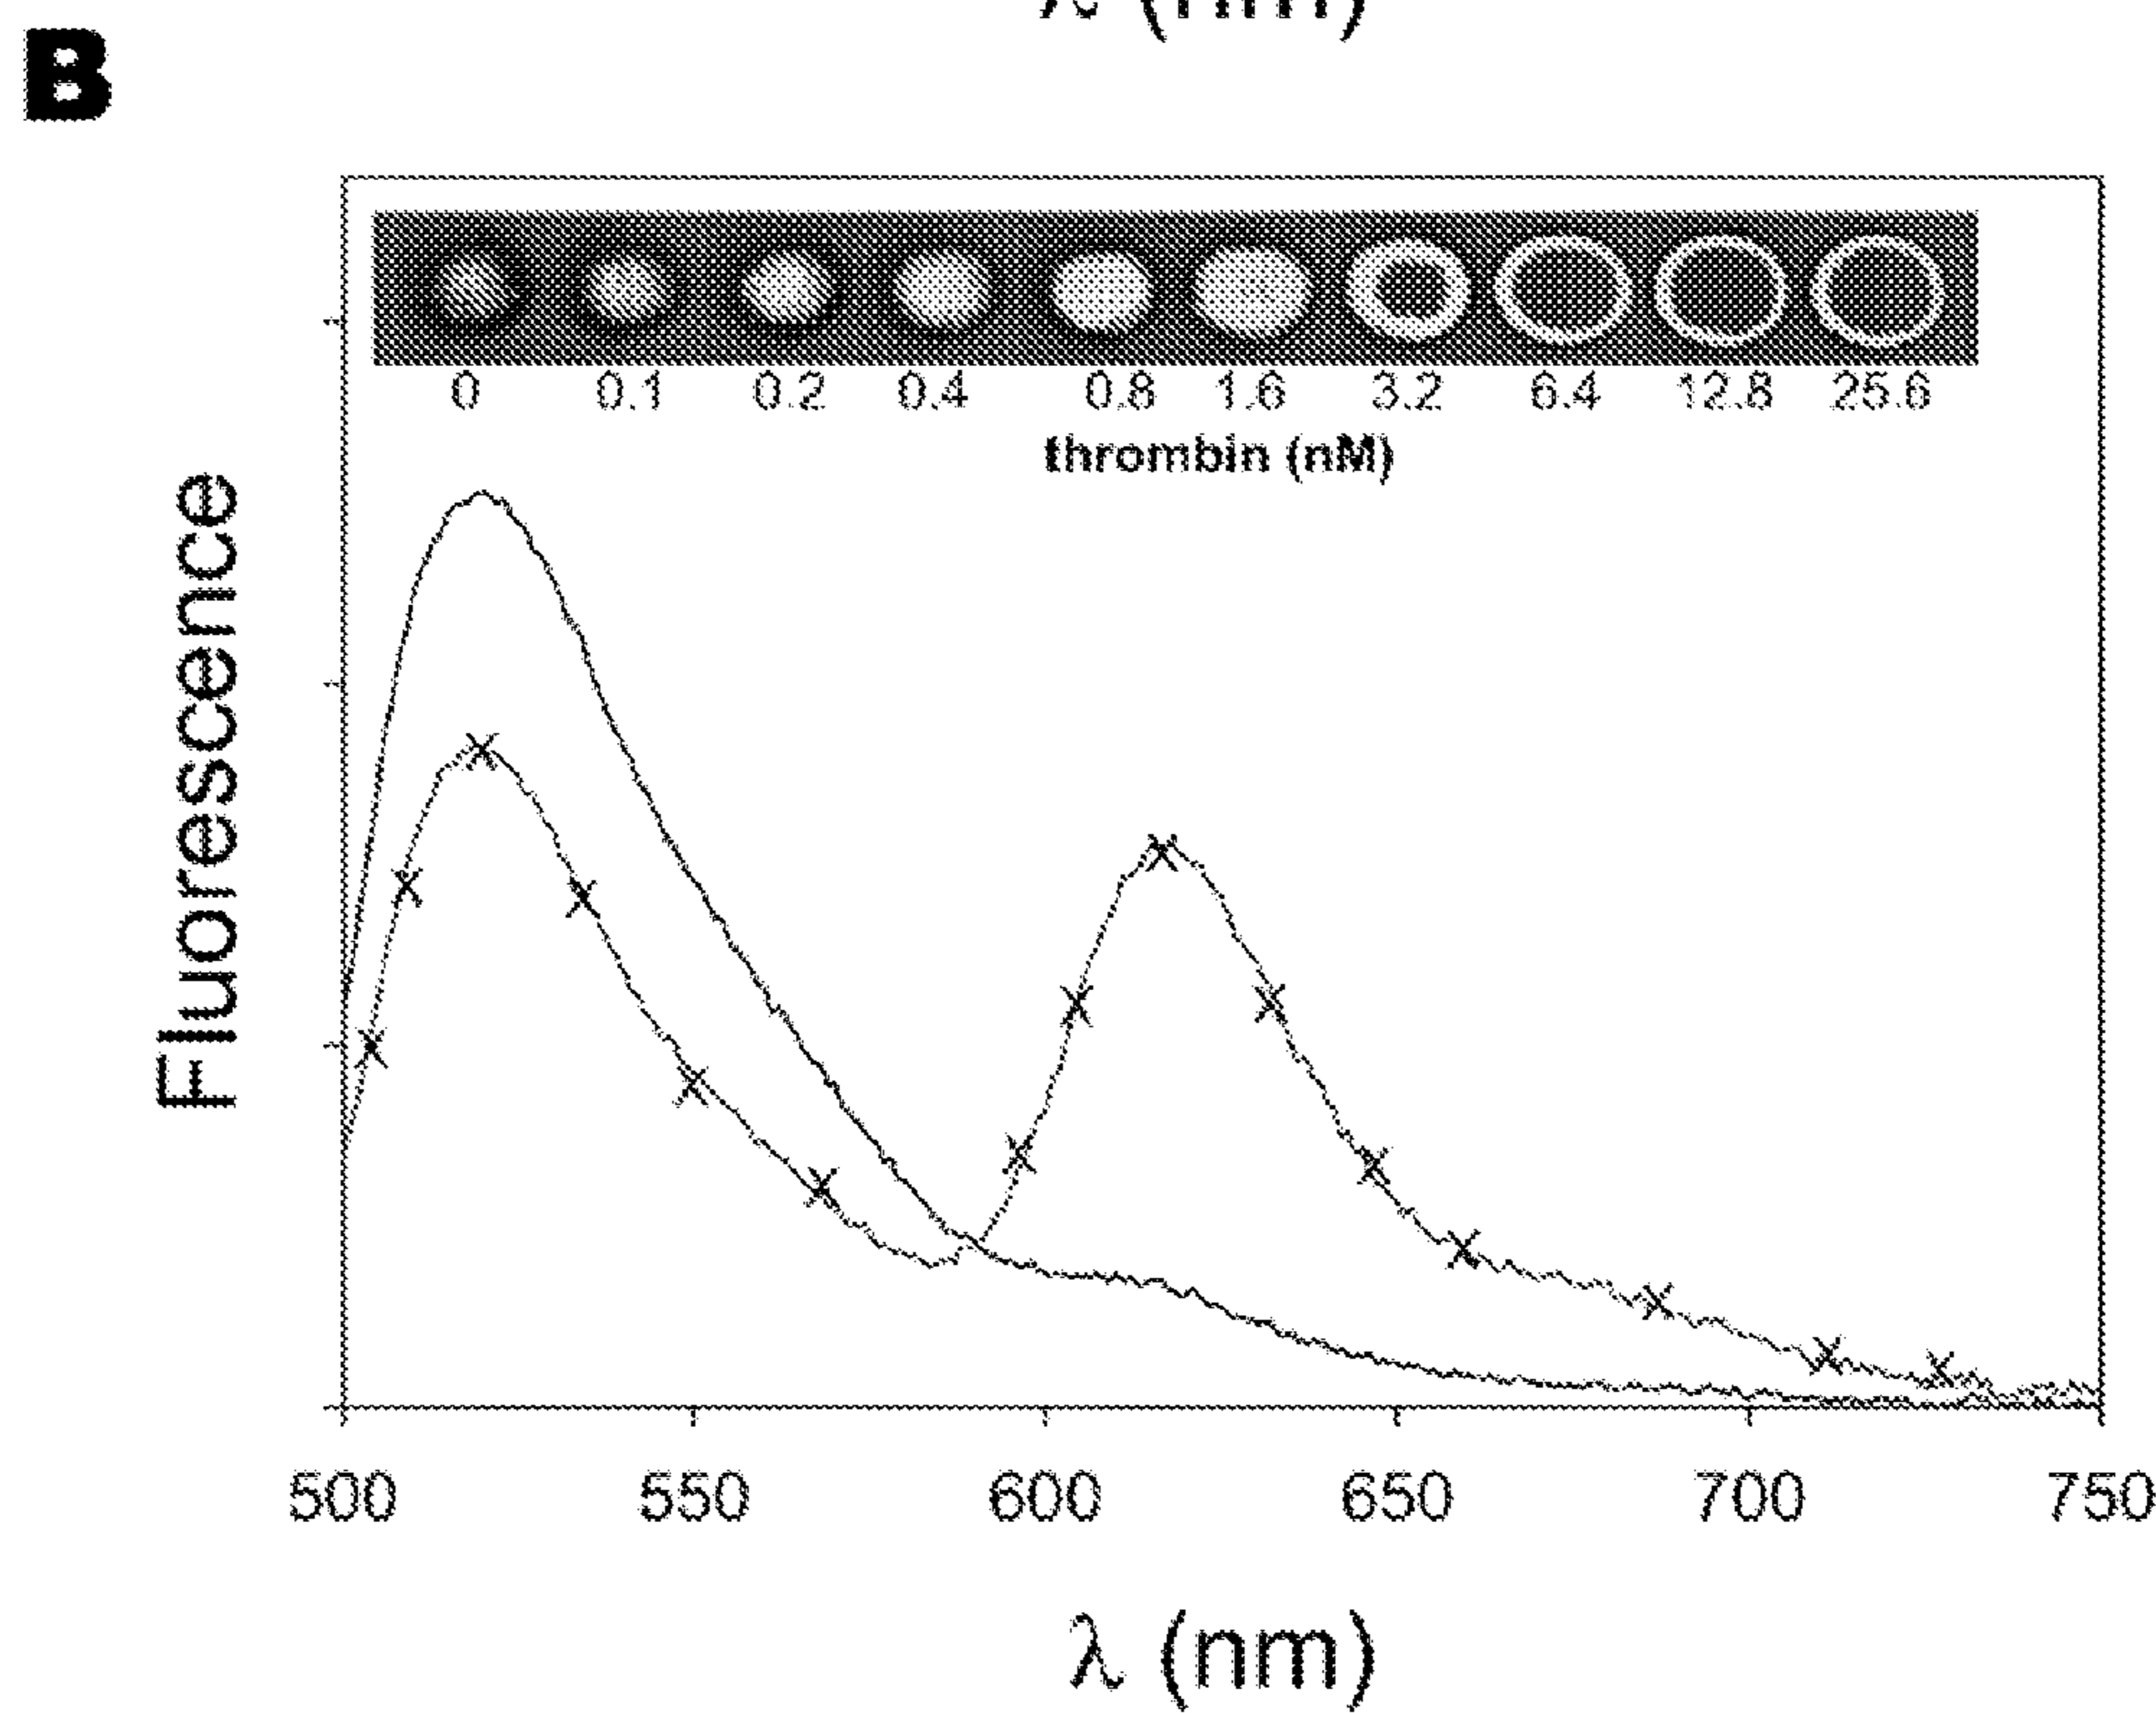 λ (nm)
B
0 0.1 0.2 0.4 0.8 1.6 3.2 6.4 12.8 25.6
thrombin (nM)
Fluorescence
500 550 600 650 700 750
λ (nm)